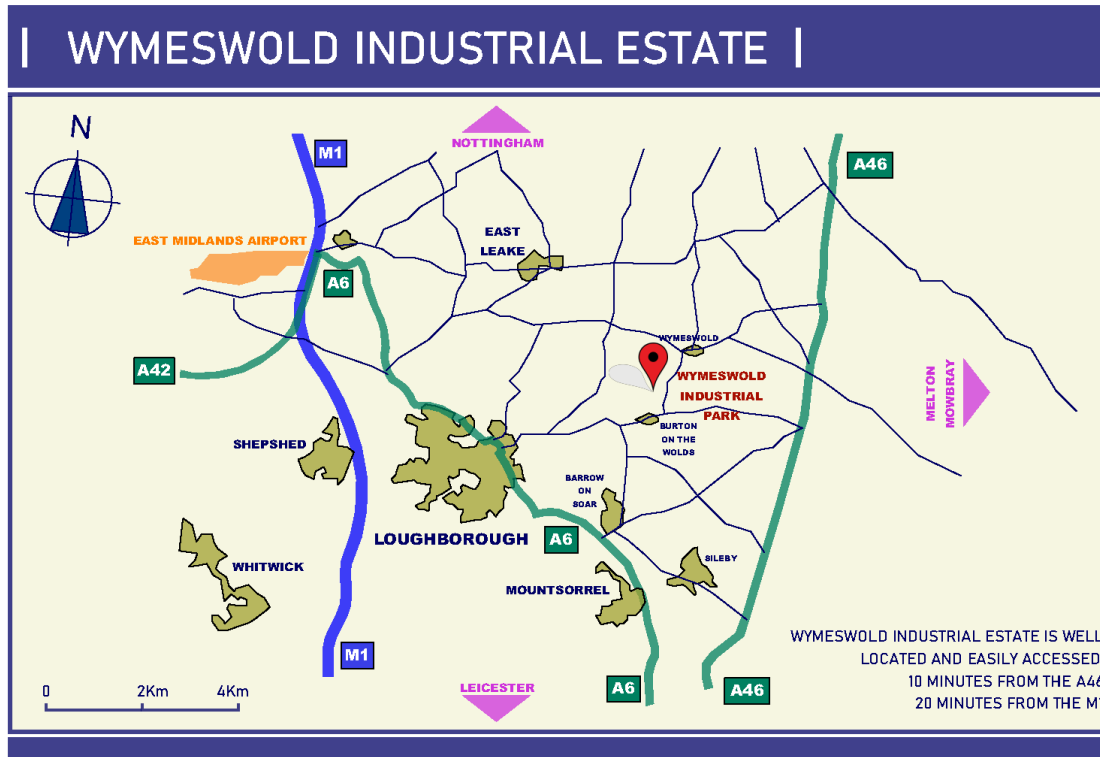 | WYMESWOLD INDUSTRIAL ESTATE |
N
M1
NOTTINGHAM
A46
EAST MIDLANDS AIRPORT
EAST
LEAKE
A6
WYMESWOLD
A42
WYMESWOLD
INDUSTRIAL
PARK
MELTON
MOWBRAY
SHEPSHED
BURTON
ON THE
WOLDS
BARROW
ON
SOAR
LOUGHBOROUGH
A6
WHITWICK
SILEBY
MOUNTSORREL
M1
A6
A46
LEICESTER
0 2Km 4Km
WYMESWOLD INDUSTRIAL ESTATE IS WELL
LOCATED AND EASILY ACCESSED
10 MINUTES FROM THE A46
20 MINUTES FROM THE M1